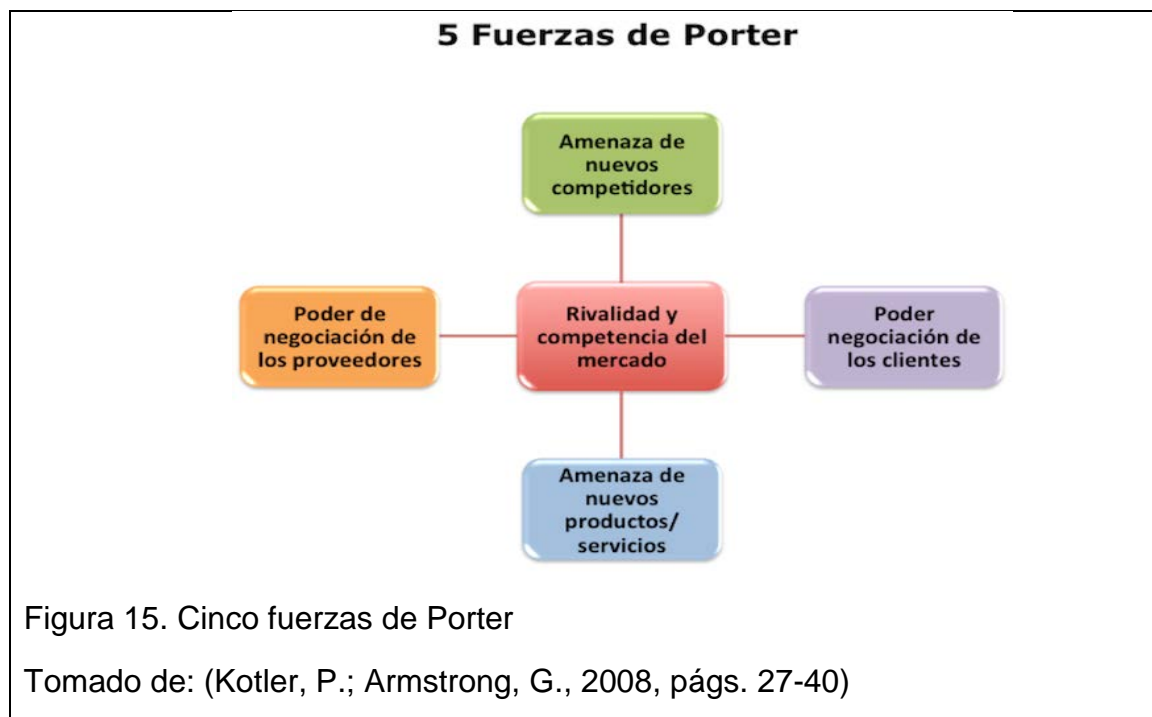 5 Fuerzas de Porter
Amenaza de
nuevos
competidores
Poder de
negociación de
los proveedores
Rivalidad y
competencia del
mercado
Poder
negociación de
los clientes
Amenaza de
nuevos
productos/
servicios
Figura 15. Cinco fuerzas de Porter
Tomado de: (Kotler, P.; Armstrong, G., 2008, págs. 27-40)